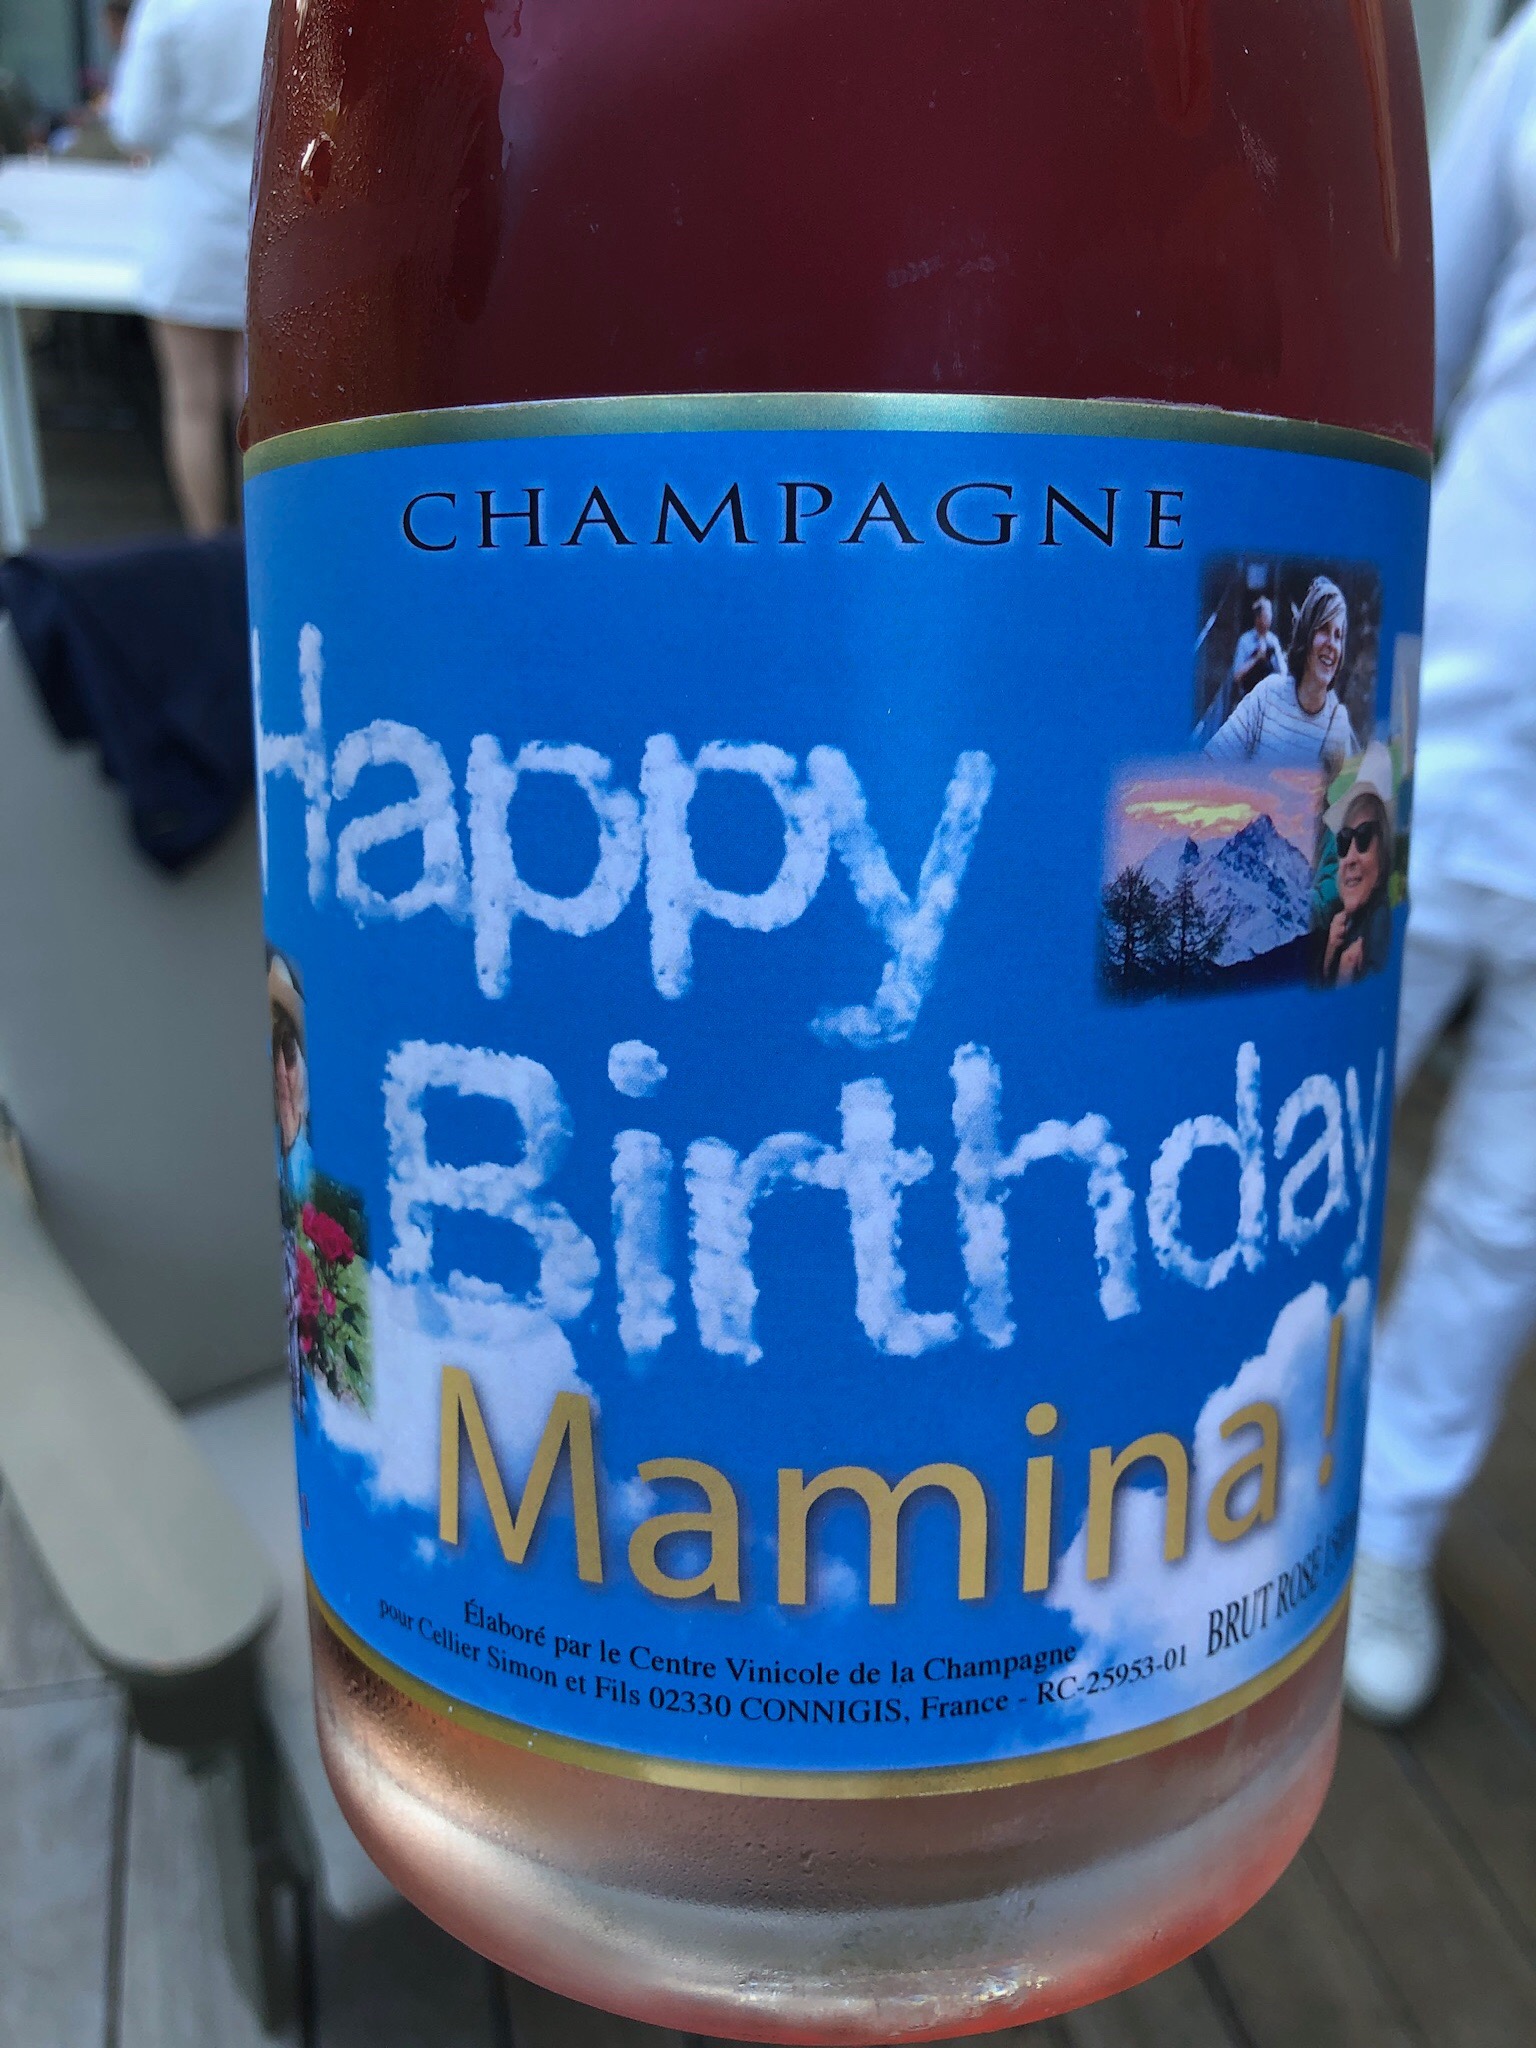 CHAMPAGNE
Happy
Birthday
Mamina !
Élaboré par le Centre Vinicole de la Champagne
pour Cellier Simon et Fils 02330 CONNIGIS, France - RC-25953-01
BRUT ROSÉ